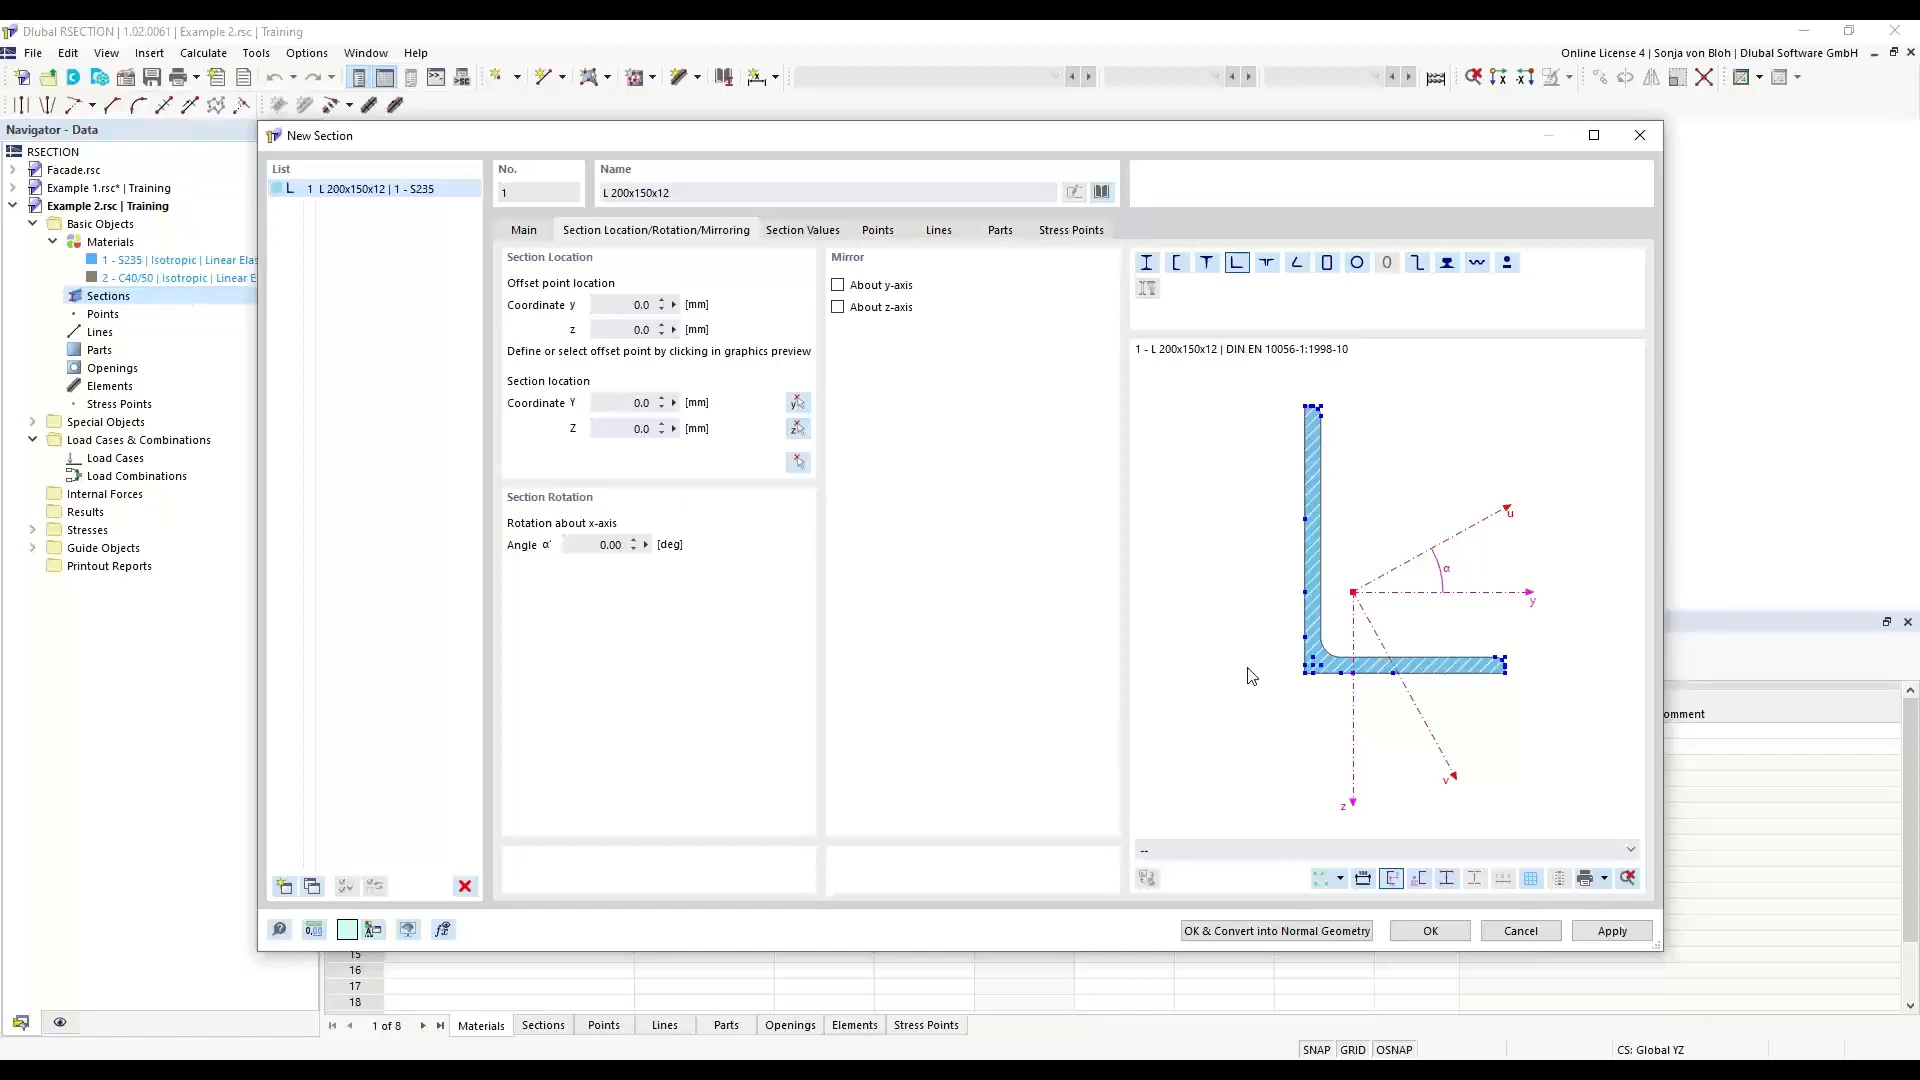 Dlubal RSECTION | 1.02.0061 | Example 2.rsc | Training
File Edit View Insert Calculate Tools Options Window Help
Online License 4 | Sonja von Bloh | Dlubal Software GmbH
Navigator - Data
RSECTION
Facade.rsc
Example 1.rsc* | Training
Example 2.rsc | Training
Basic Objects
Materials
1 - S235 | Isotropic | Linear Elas
2 - C40/50 | Isotropic | Linear E
Sections
Points
Lines
Parts
Openings
Elements
Stress Points
Special Objects
Load Cases & Combinations
Load Cases
Load Combinations
Internal Forces
Results
Stresses
Guide Objects
Printout Reports
New Section
List
1 L 200x150x12 | 1 - S235
No.
1
Name
L 200x150x12
Main Section Location/Rotation/Mirroring Section Values Points Lines Parts Stress Points
Section Location
Offset point location
Coordinate y 0.0 [mm]
z 0.0 [mm]
Define or select offset point by clicking in graphics preview
Section location
Coordinate Y 0.0 [mm]
Z 0.0 [mm]
Section Rotation
Rotation about x-axis
Angle α' 0.00 [deg]
Mirror
About y-axis
About z-axis
1 - L 200x150x12 | DIN EN 10056-1:1998-10
u
α
y
v
z
--
OK & Convert into Normal Geometry OK Cancel Apply
omment
15
16
17
18
1 of 8 Materials Sections Points Lines Parts Openings Elements Stress Points
SNAP GRID OSNAP CS: Global YZ